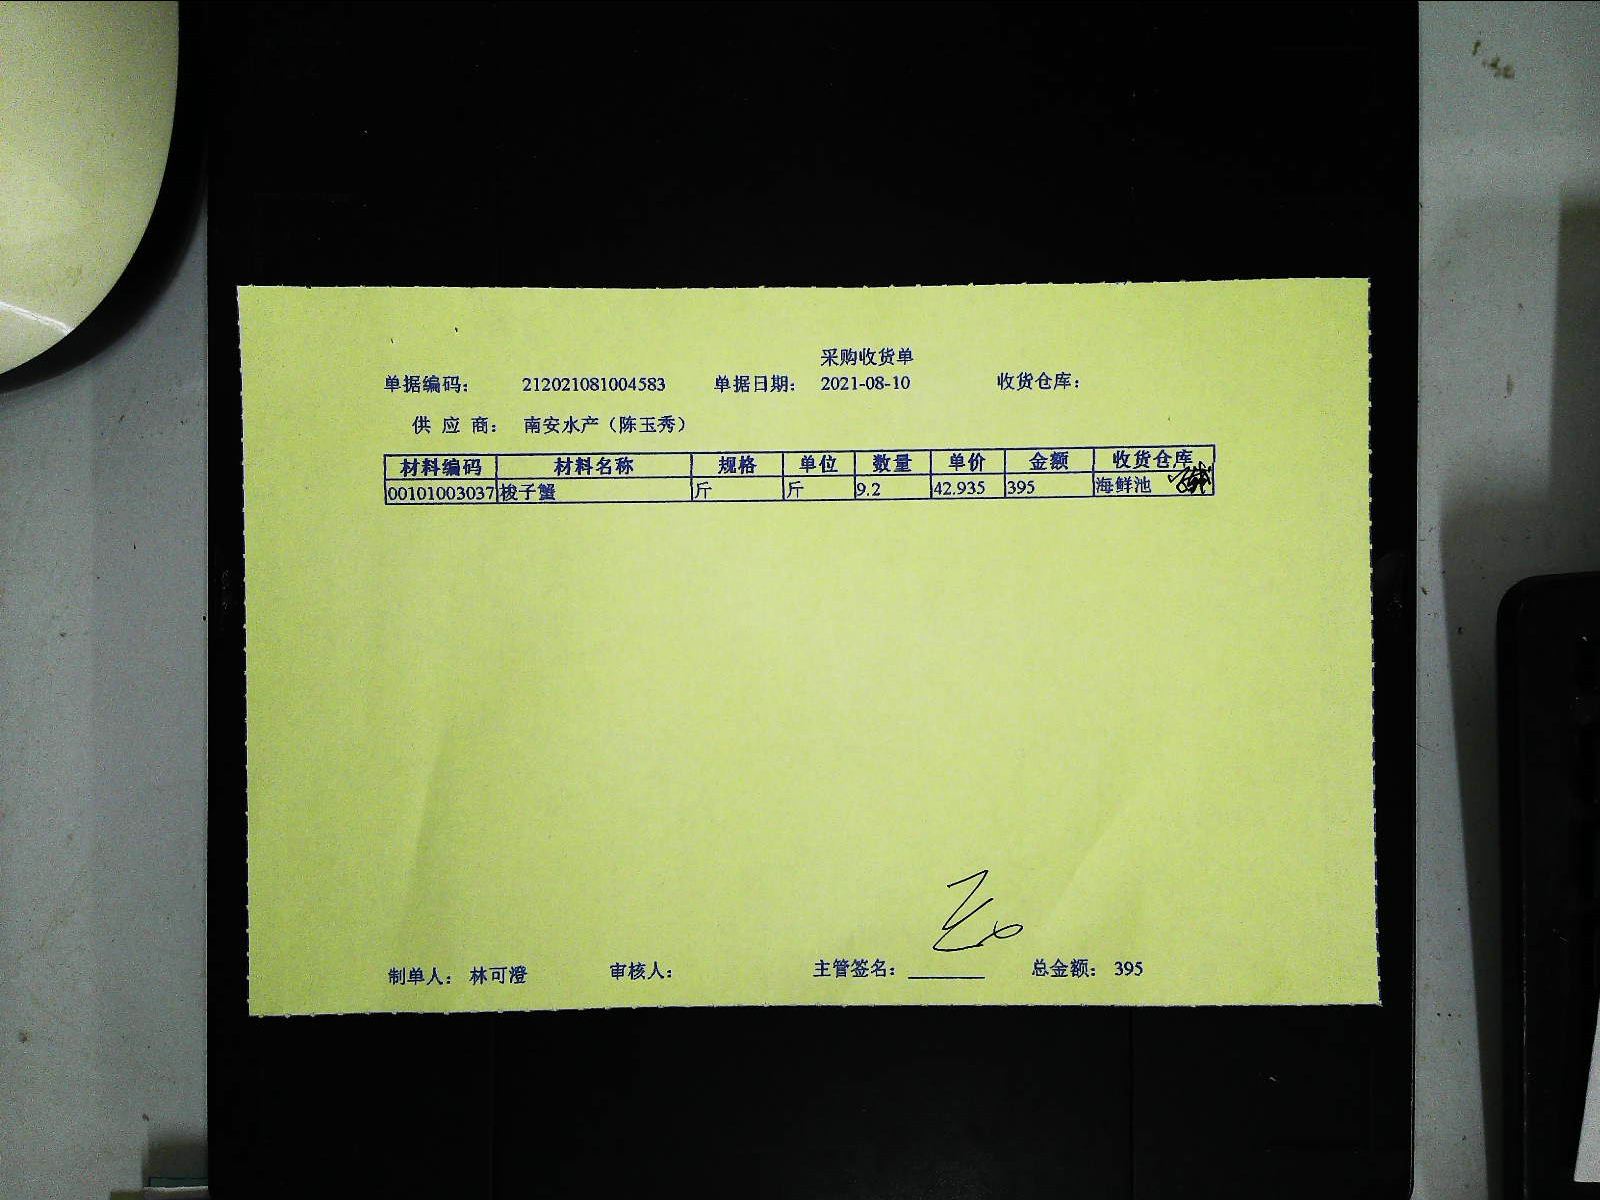 采购收货单
单据编码： 212021081004583 单据日期： 2021-08-10 收货仓库：
供 应 商： 南安水产（陈玉秀）
材料编码 材料名称 规格 单位 数量 单价 金额 收货仓库
00101003037 梭子蟹 斤 斤 9.2 42.935 395 海鲜池
制单人： 林可澄 审核人： 主管签名： 总金额： 395